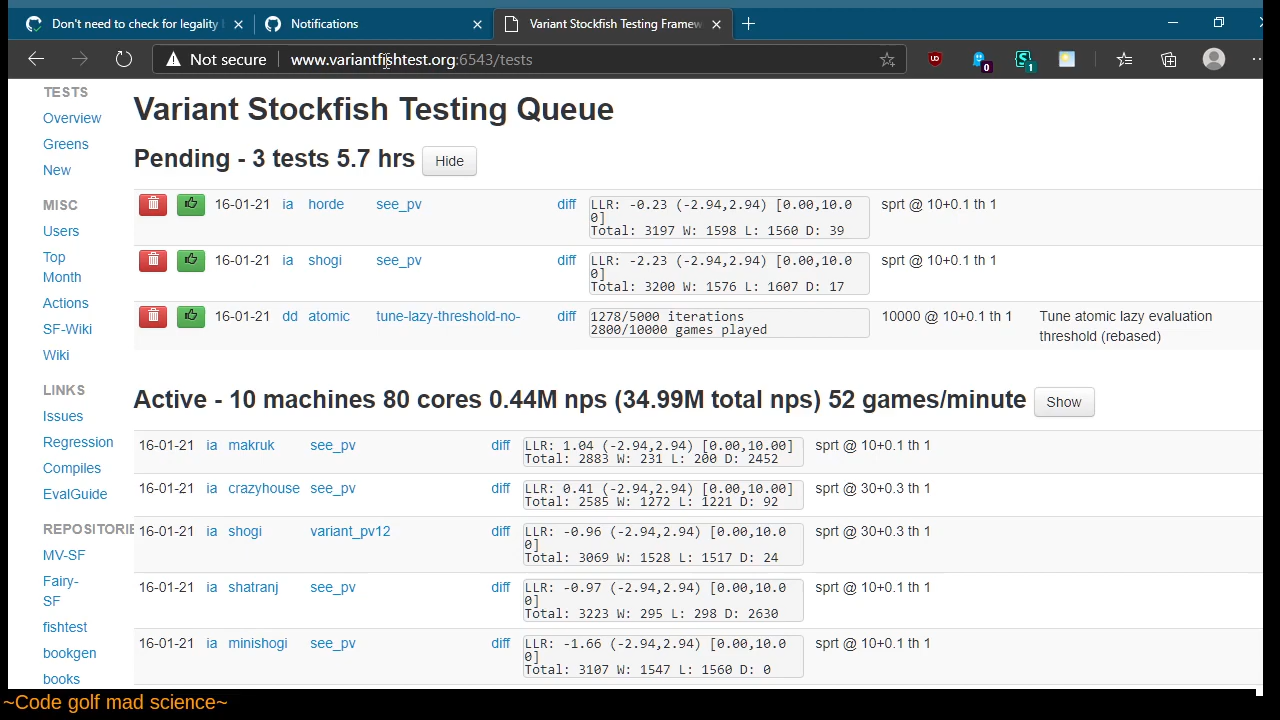 Don't need to check for legality
Notifications
Variant Stockfish Testing Framew
Not secure
www.variantfishtest.org:6543/tests
0
1
TESTS
Overview
Greens
New
MISC
Users
Top
Month
Actions
SF-Wiki
Wiki
LINKS
Issues
Regression
Compiles
EvalGuide
REPOSITORIE
MV-SF
Fairy-
SF
fishtest
bookgen
books
Variant Stockfish Testing Queue
Pending - 3 tests 5.7 hrs Hide
16-01-21 ia horde see_pv diff LLR: -0.23 (-2.94,2.94) [0.00,10.0 sprt @ 10+0.1 th 1
0]
Total: 3197 W: 1598 L: 1560 D: 39
16-01-21 ia shogi see_pv diff LLR: -2.23 (-2.94,2.94) [0.00,10.0 sprt @ 10+0.1 th 1
0]
Total: 3200 W: 1576 L: 1607 D: 17
16-01-21 dd atomic tune-lazy-threshold-no- diff 1278/5000 iterations 10000 @ 10+0.1 th 1 Tune atomic lazy evaluation
2800/10000 games played threshold (rebased)
Active - 10 machines 80 cores 0.44M nps (34.99M total nps) 52 games/minute Show
16-01-21 ia makruk see_pv diff LLR: 1.04 (-2.94,2.94) [0.00,10.00] sprt @ 10+0.1 th 1
Total: 2883 W: 231 L: 200 D: 2452
16-01-21 ia crazyhouse see_pv diff LLR: 0.41 (-2.94,2.94) [0.00,10.00] sprt @ 30+0.3 th 1
Total: 2585 W: 1272 L: 1221 D: 92
16-01-21 ia shogi variant_pv12 diff LLR: -0.96 (-2.94,2.94) [0.00,10.0 sprt @ 30+0.3 th 1
0]
Total: 3069 W: 1528 L: 1517 D: 24
16-01-21 ia shatranj see_pv diff LLR: -0.97 (-2.94,2.94) [0.00,10.0 sprt @ 10+0.1 th 1
0]
Total: 3223 W: 295 L: 298 D: 2630
16-01-21 ia minishogi see_pv diff LLR: -1.66 (-2.94,2.94) [0.00,10.0 sprt @ 10+0.1 th 1
0]
Total: 3107 W: 1547 L: 1560 D: 0
~Code golf mad science~